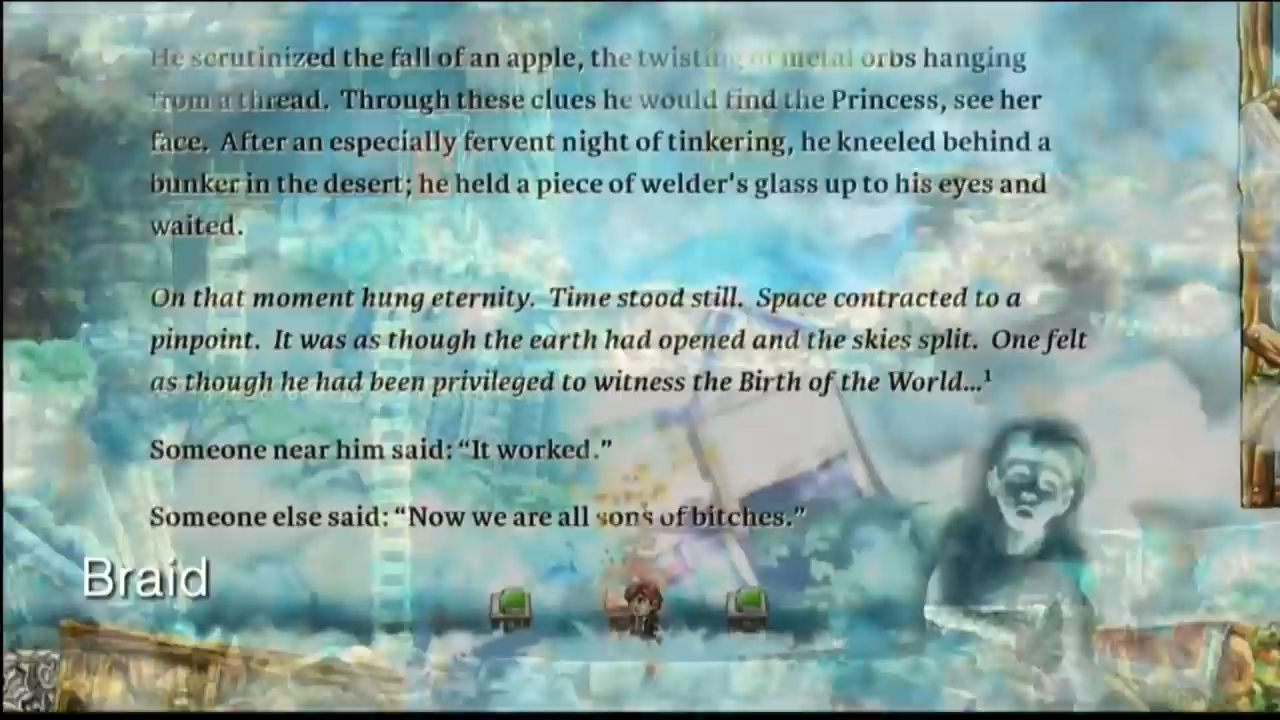 He scrutinized the fall of an apple, the twisting of metal orbs hanging
from a thread.  Through these clues he would find the Princess, see her
face.  After an especially fervent night of tinkering, he kneeled behind a
bunker in the desert; he held a piece of welder's glass up to his eyes and
waited.
On that moment hung eternity.  Time stood still.  Space contracted to a
pinpoint.  It was as though the earth had opened and the skies split.  One felt
as though he had been privileged to witness the Birth of the World...¹
Someone near him said: “It worked.”
Someone else said: “Now we are all sons of bitches.”
Braid